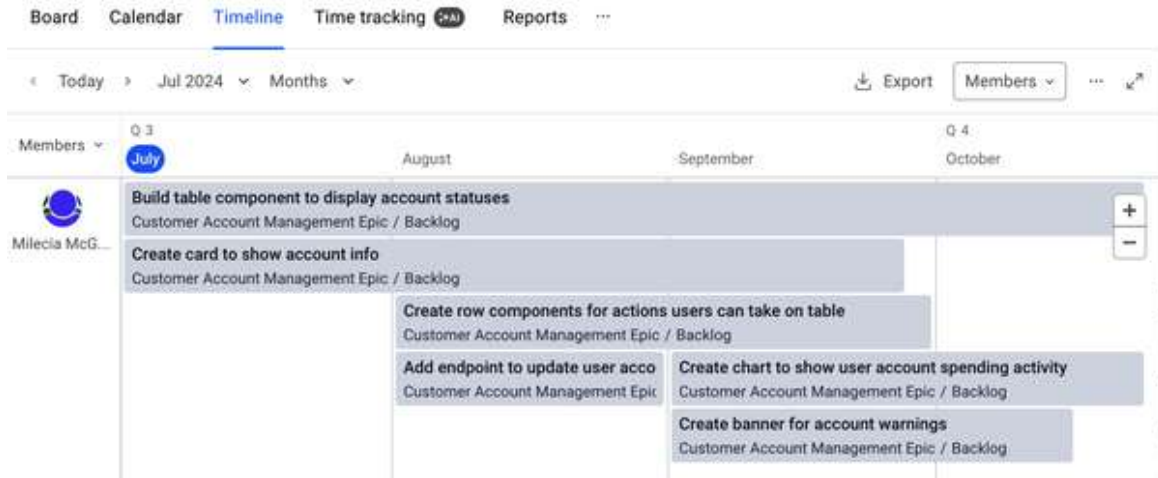 Board Calendar Timeline Time tracking +AI Reports ...
Today Jul 2024 Months Export Members ...
Members Q 3 Q 4
July August September October
Milecia McG...
Build table component to display account statuses
Customer Account Management Epic / Backlog
Create card to show account info
Customer Account Management Epic / Backlog
Create row components for actions users can take on table
Customer Account Management Epic / Backlog
Add endpoint to update user acco
Customer Account Management Epic
Create chart to show user account spending activity
Customer Account Management Epic / Backlog
Create banner for account warnings
Customer Account Management Epic / Backlog
+
−